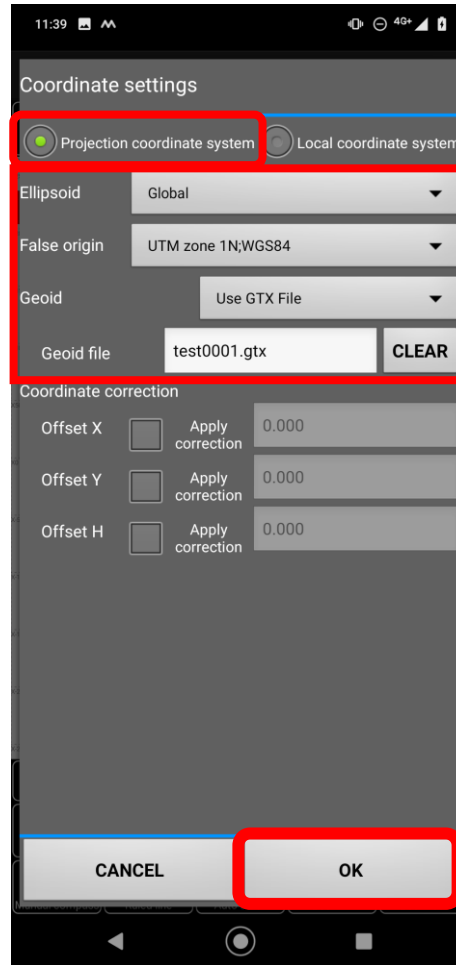 11:39 4G+
Coordinate settings
Projection coordinate system Local coordinate system
Ellipsoid Global
False origin UTM zone 1N;WGS84
Geoid Use GTX File
Geoid file test0001.gtx CLEAR
Coordinate correction
Offset X Apply correction 0.000
Offset Y Apply correction 0.000
Offset H Apply correction 0.000
CANCEL OK